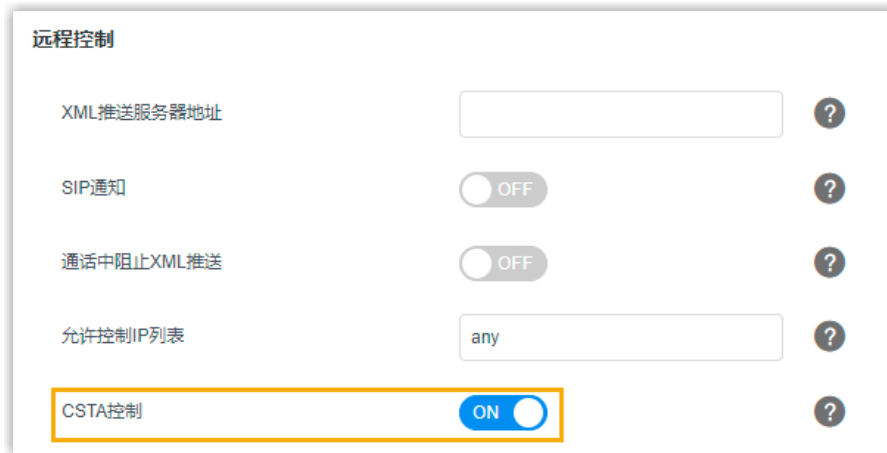 远程控制
XML推送服务器地址
?
SIP通知
OFF
?
通话中阻止XML推送
OFF
?
允许控制IP列表
any
?
CSTA控制
ON
?